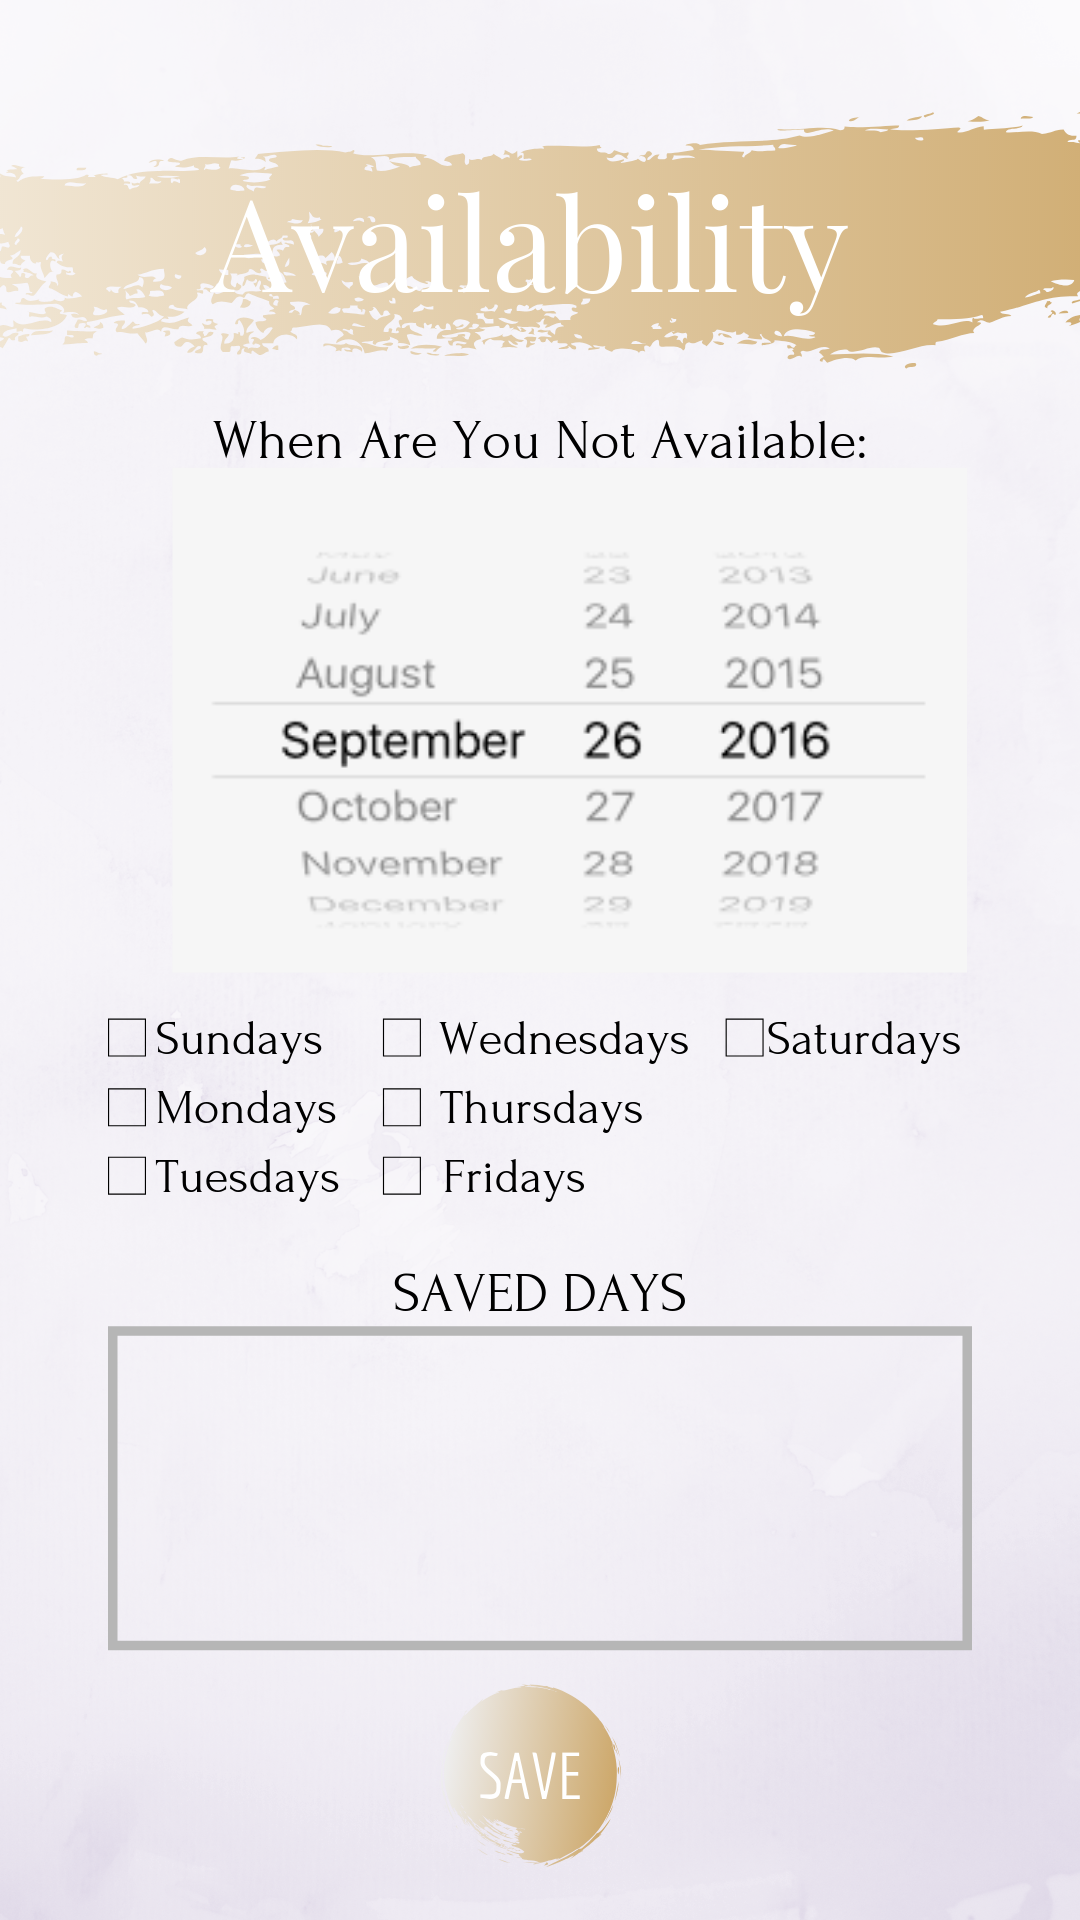 Availability
When Are You Not Available:
June 23 2013
July 24 2014
August 25 2015
September 26 2016
October 27 2017
November 28 2018
December 29 2019
Sundays Wednesdays Saturdays
Mondays Thursdays
Tuesdays Fridays
SAVED DAYS
SAVE